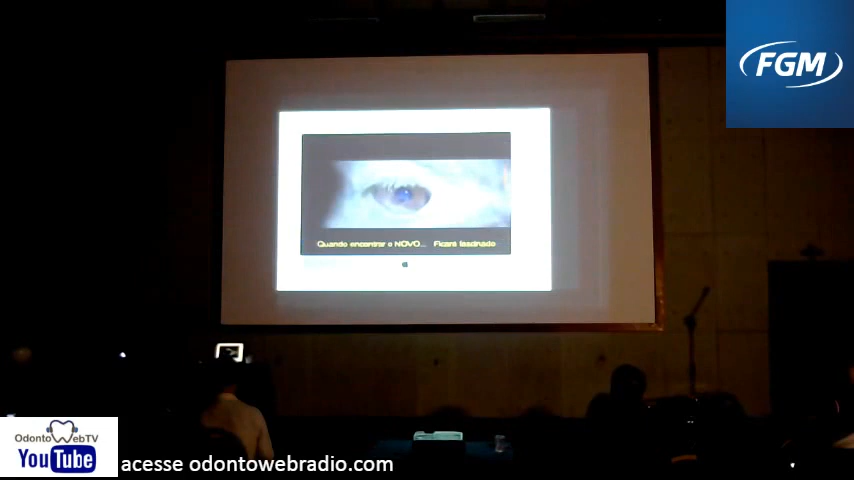 FGM
Quando encontrar o NOVO... Ficará fascinado
OdontoWebTV
YouTube
acesse odontowebradio.com